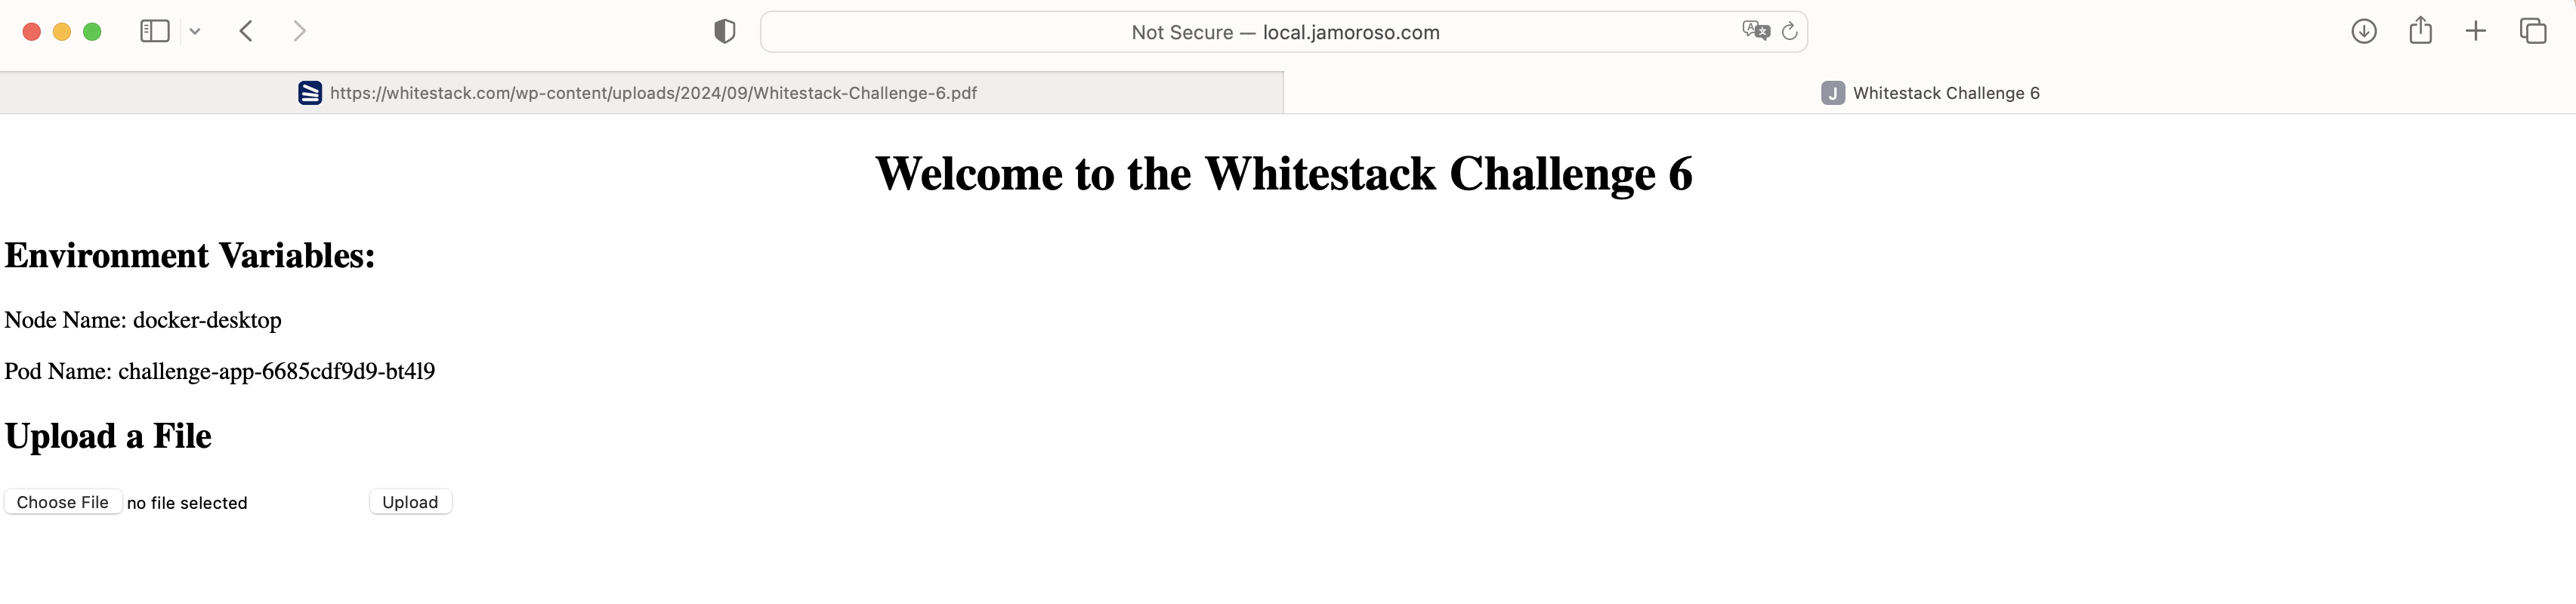 Not Secure — local.jamoroso.com
https://whitestack.com/wp-content/uploads/2024/09/Whitestack-Challenge-6.pdf
J Whitestack Challenge 6
Welcome to the Whitestack Challenge 6
Environment Variables:
Node Name: docker-desktop
Pod Name: challenge-app-6685cdf9d9-bt4l9
Upload a File
Choose File no file selected Upload